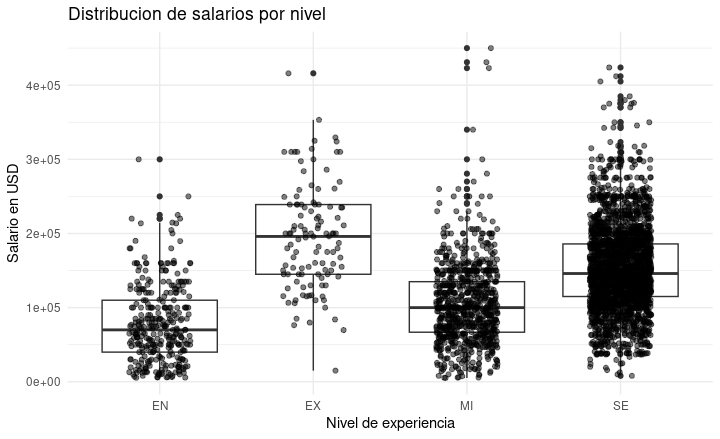 Distribucion de salarios por nivel
4e+05
3e+05
2e+05
1e+05
0e+00
Salario en USD
EN
EX
MI
SE
Nivel de experiencia